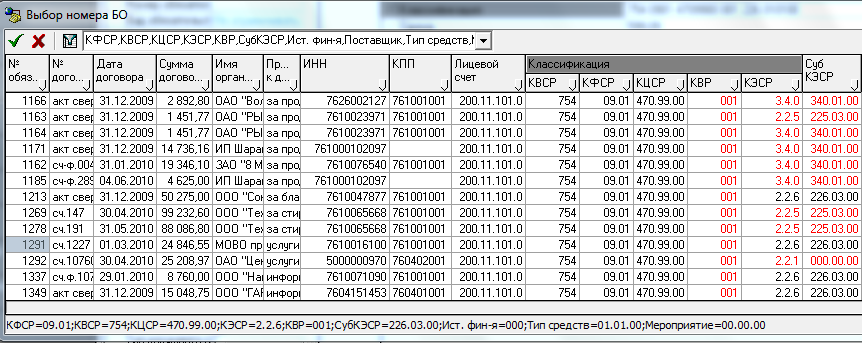 Выбор номера БО
КФСР,КВСР,КЦСР,КЭСР,КВР,СубКЭСР,Ист. фин-я,Поставщик,Тип средств,М
№ обяз... № дого... Дата договора Сумма догово... Имя орган... Пр... к д... ИНН КПП Лицевой счет Классификация Суб КЭСР
КВСР КФСР КЦСР КВР КЭСР
1166 акт свер 31.12.2009 2 892,80 ОАО "Вол за про, 7626002127 761001001 200.11.101.0 754 09.01 470.99.00 001 3.4.0 340.01.00
1163 акт свер 31.12.2009 1 451,77 ОАО "РЫ за про, 7610023971 761001001 200.11.101.0 754 09.01 470.99.00 001 2.2.5 225.03.00
1164 акт свер 31.12.2009 1 451,77 ОАО "РЫ за про, 7610023971 761001001 200.11.101.0 754 09.01 470.99.00 001 3.4.0 340.01.00
1171 акт свер 31.12.2009 14 736,16 ИП Шара за про, 761000102097 200.11.101.0 754 09.01 470.99.00 001 3.4.0 340.01.00
1162 сч-ф.004 31.01.2010 19 346,10 ЗАО "8 М за про, 7610076540 761001001 200.11.101.0 754 09.01 470.99.00 001 3.4.0 340.01.00
1185 сч-ф.289 04.06.2010 4 625,00 ИП Шара за про, 761000102097 200.11.101.0 754 09.01 470.99.00 001 3.4.0 340.01.00
1213 акт свер 31.12.2009 50 275,00 ООО "Сою за бла 7610047877 761001001 200.11.101.0 754 09.01 470.99.00 001 2.2.6 226.03.00
1269 сч.147 30.04.2010 99 232,60 ООО "Тех за сти 7610065668 761001001 200.11.101.0 754 09.01 470.99.00 001 2.2.5 225.03.00
1278 сч.191 31.05.2010 88 086,80 ООО "Тех за сти 7610065668 761001001 200.11.101.0 754 09.01 470.99.00 001 2.2.5 225.03.00
1291 сч.1227 01.03.2010 24 846,55 МОВО пр услуги 7610016100 761001001 200.11.101.0 754 09.01 470.99.00 001 2.2.6 226.03.00
1292 сч.10760 30.04.2010 25 208,97 ОАО "Цен услуги 5000000970 760402001 200.11.101.0 754 09.01 470.99.00 001 2.2.1 000.00.00
1337 сч-ф.107 29.01.2010 8 760,00 ООО "Нац информ 7610071090 761001001 200.11.101.0 754 09.01 470.99.00 001 2.2.6 226.03.00
1349 акт свер 31.12.2009 15 048,75 ООО "ГАР информ 7604151453 760401001 200.11.101.0 754 09.01 470.99.00 001 2.2.6 226.03.00
КФСР=09.01;КВСР=754;КЦСР=470.99.00;КЭСР=2.2.6;КВР=001;СубКЭСР=226.03.00;Ист. фин-я=000;Тип средств=01.01.00;Мероприятие=00.00.00